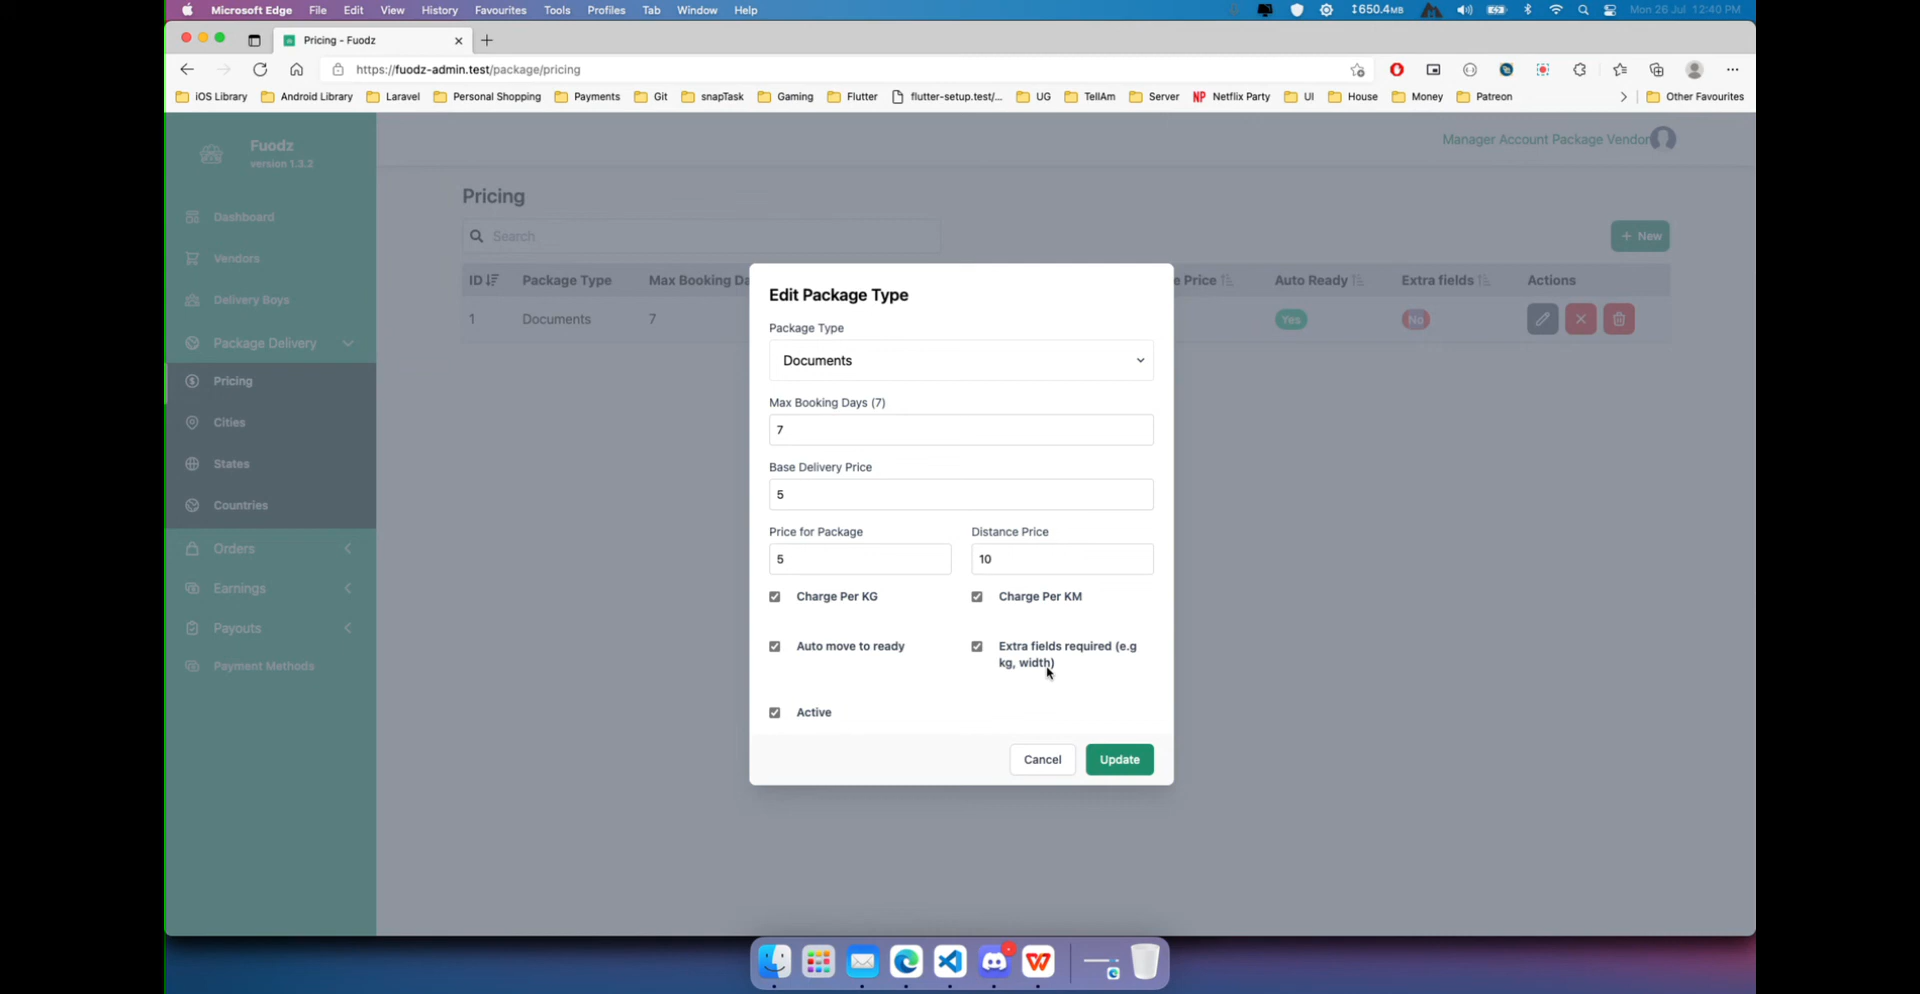 Microsoft Edge File Edit View History Favourites Tools Profiles Tab Window Help 650.4MB Mon 26 Jul 12:40 PM
Pricing - Fuodz
https://fuodz-admin.test/package/pricing
iOS Library Android Library Laravel Personal Shopping Payments Git snapTask Gaming Flutter flutter-setup.test/... UG TellAm Server NP Netflix Party UI House Money Patreon Other Favourites
Fuodz
version 1.3.2
Manager Account Package Vendor
Dashboard
Vendors
Delivery Boys
Package Delivery
Pricing
Cities
States
Countries
Orders
Earnings
Payouts
Payment Methods
Pricing
Search
+ New
ID Package Type Max Booking Da e Price Auto Ready Extra fields Actions
1 Documents 7 Yes No
Edit Package Type
Package Type
Documents
Max Booking Days (7)
7
Base Delivery Price
5
Price for Package Distance Price
5 10
Charge Per KG Charge Per KM
Auto move to ready Extra fields required (e.g
kg, width)
Active
Cancel Update